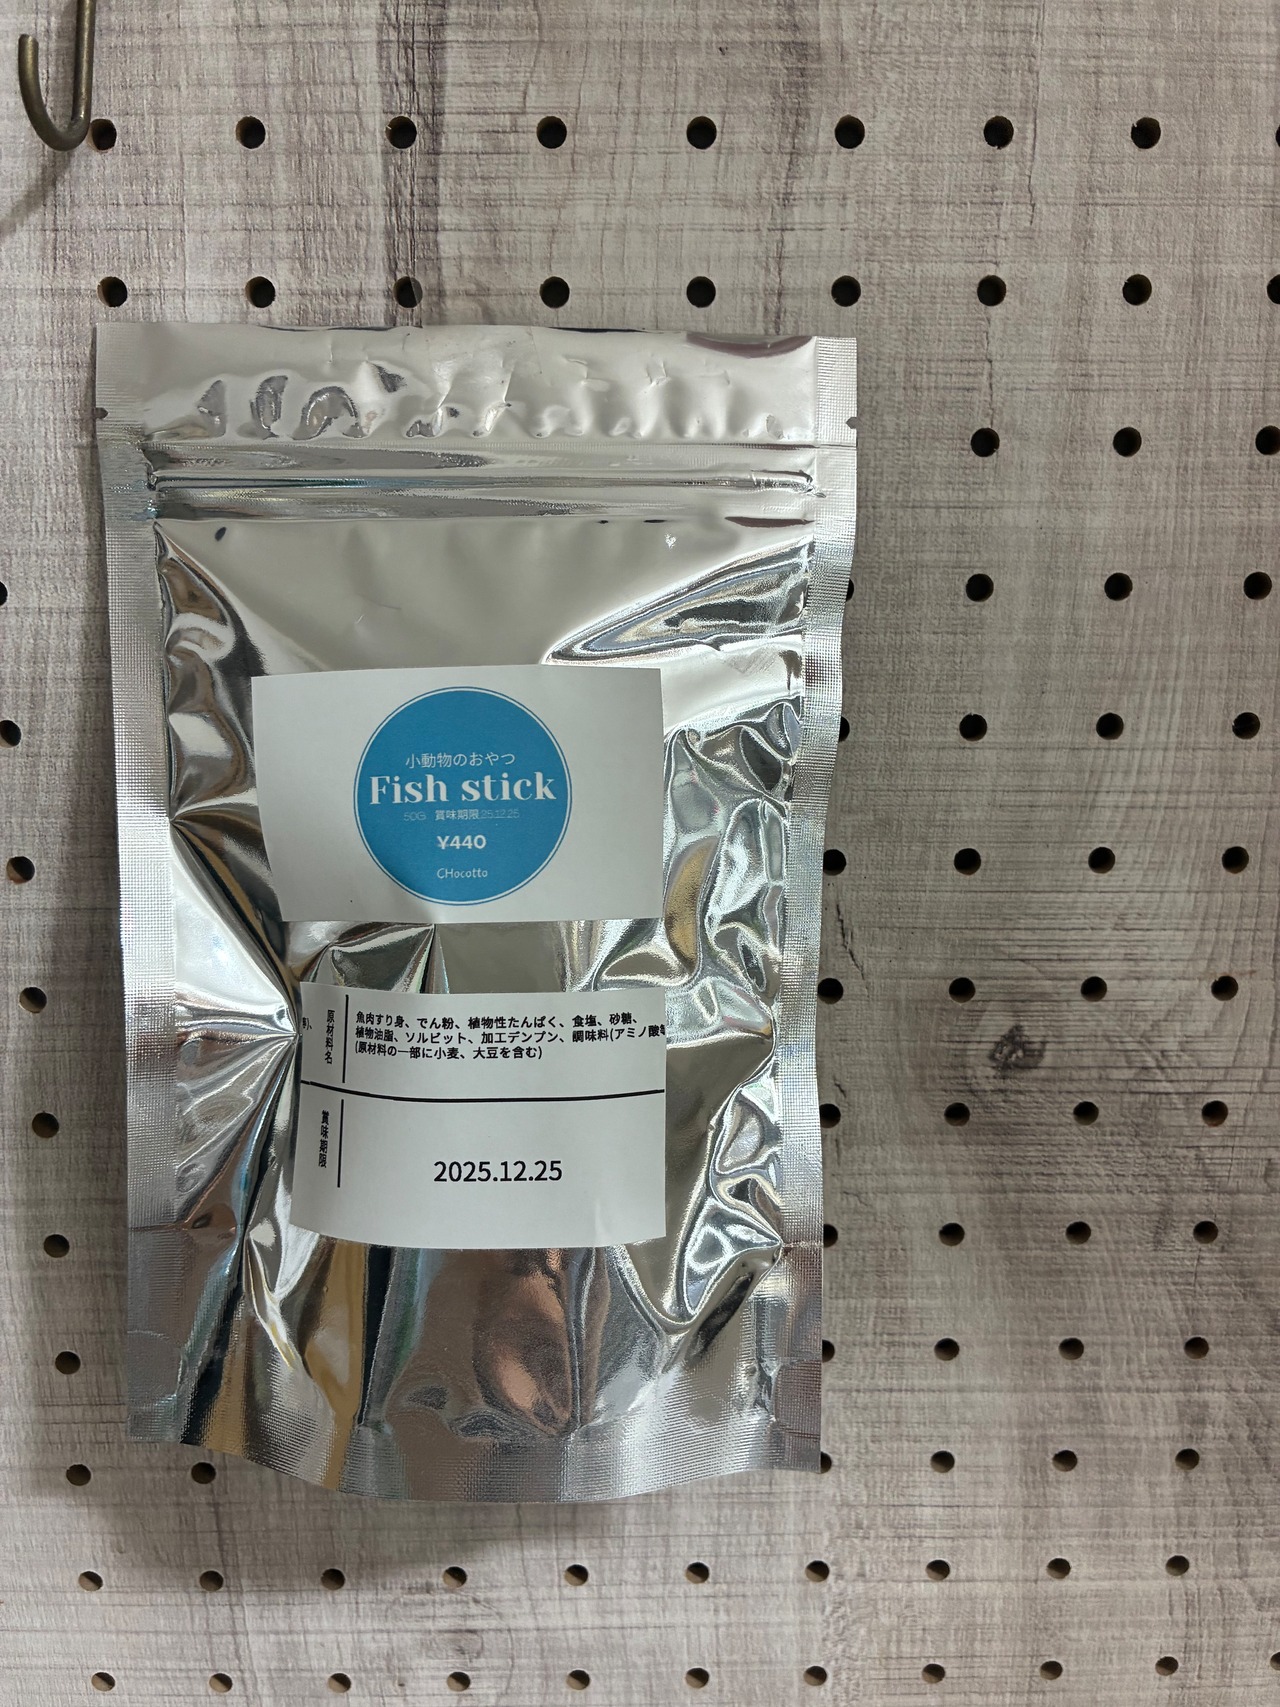 小動物のおやつ
Fish stick
50G 賞味期限25.12.25
¥440
CHocotto
原材料名
魚肉すり身、でん粉、植物性たんぱく、食塩、砂糖、
植物油脂、ソルビット、加工デンプン、調味料(アミノ酸等
(原材料の一部に小麦、大豆を含む)
賞味期限
2025.12.25